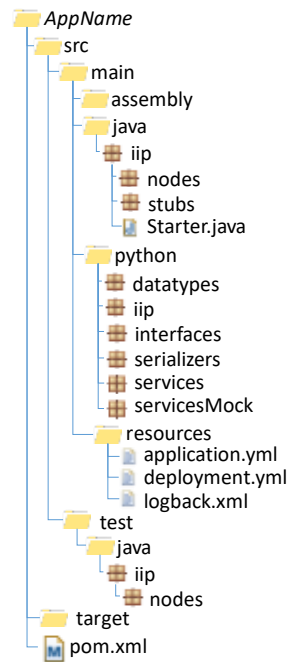 AppName
src
main
assembly
java
iip
nodes
stubs
Starter.java
python
datatypes
iip
interfaces
serializers
services
servicesMock
resources
application.yml
deployment.yml
logback.xml
test
java
iip
nodes
target
M pom.xml